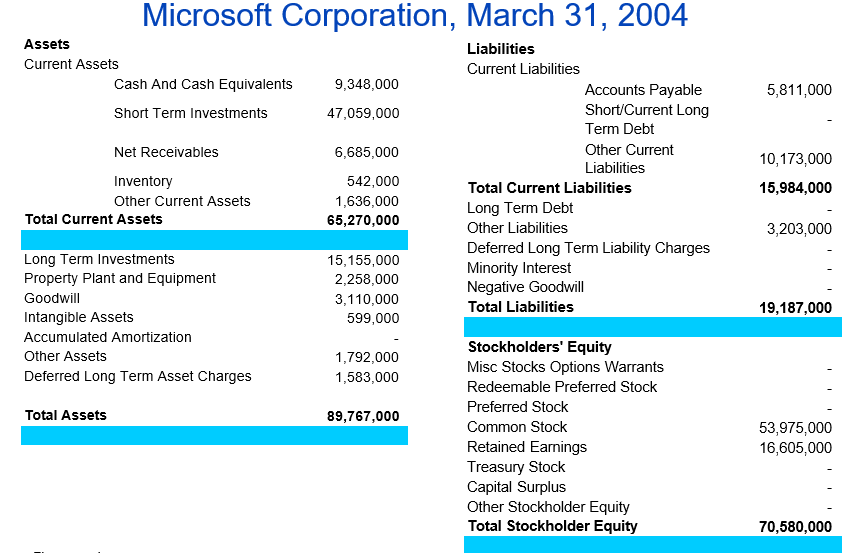 Microsoft Corporation, March 31, 2004
Assets
Current Assets
Cash And Cash Equivalents 9,348,000
Short Term Investments 47,059,000
Net Receivables 6,685,000
Inventory 542,000
Other Current Assets 1,636,000
Total Current Assets 65,270,000
Long Term Investments 15,155,000
Property Plant and Equipment 2,258,000
Goodwill 3,110,000
Intangible Assets 599,000
Accumulated Amortization -
Other Assets 1,792,000
Deferred Long Term Asset Charges 1,583,000
Total Assets 89,767,000
Liabilities
Current Liabilities
Accounts Payable 5,811,000
Short/Current Long
Term Debt -
Other Current
Liabilities 10,173,000
Total Current Liabilities 15,984,000
Long Term Debt -
Other Liabilities 3,203,000
Deferred Long Term Liability Charges -
Minority Interest -
Negative Goodwill -
Total Liabilities 19,187,000
Stockholders' Equity
Misc Stocks Options Warrants -
Redeemable Preferred Stock -
Preferred Stock -
Common Stock 53,975,000
Retained Earnings 16,605,000
Treasury Stock -
Capital Surplus -
Other Stockholder Equity -
Total Stockholder Equity 70,580,000